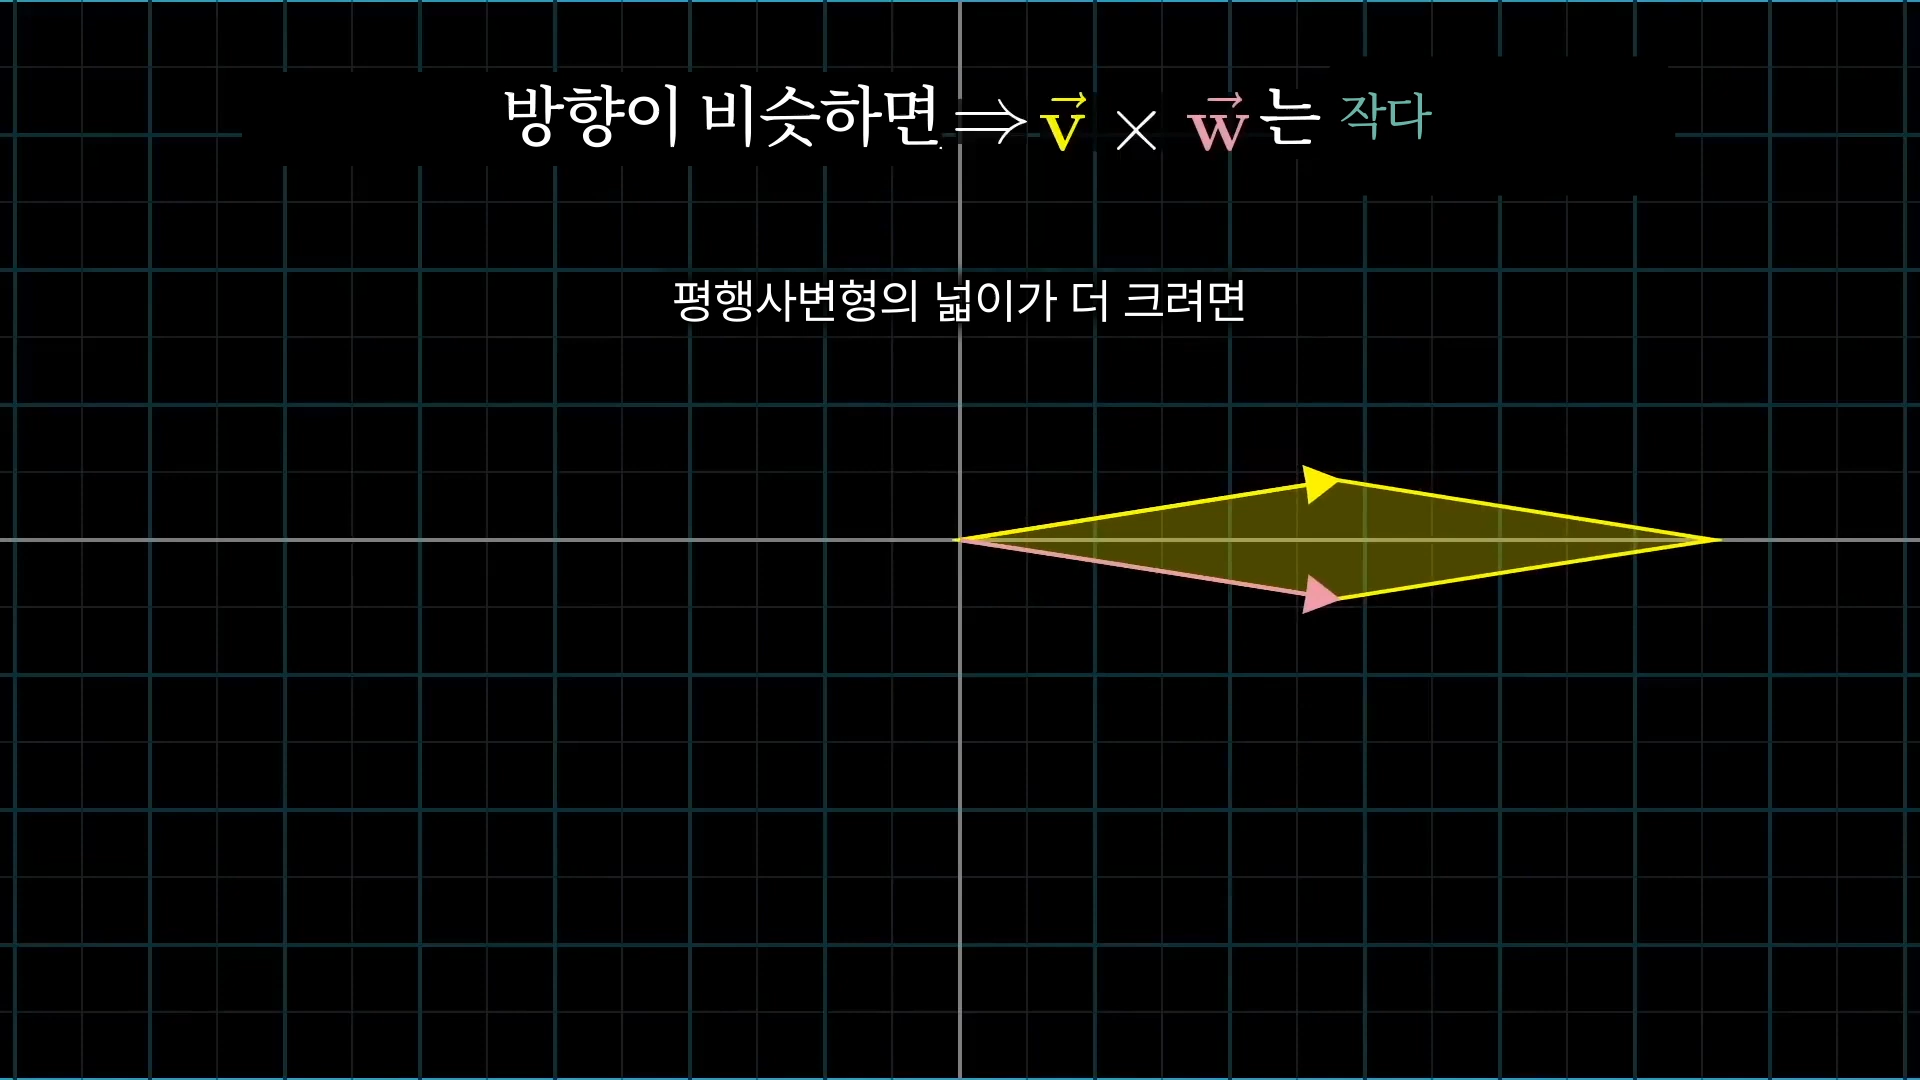 방향이 비슷하면 ⇒ v⃗ × w⃗ 는 작다
평행사변형의 넓이가 더 크려면